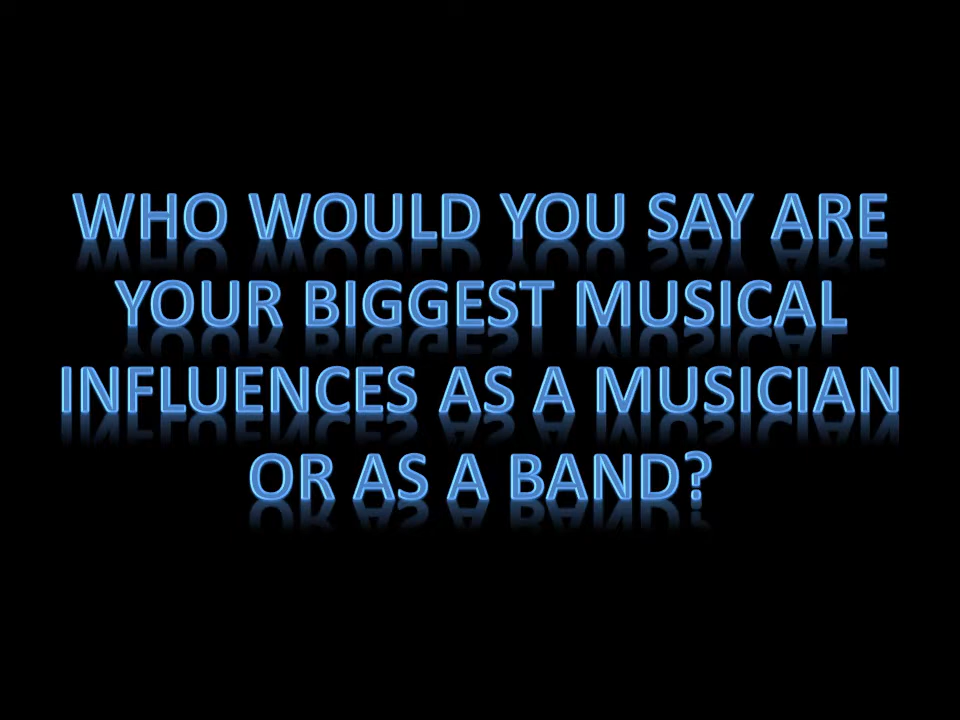 WHO WOULD YOU SAY ARE
YOUR BIGGEST MUSICAL
INFLUENCES AS A MUSICIAN
OR AS A BAND?